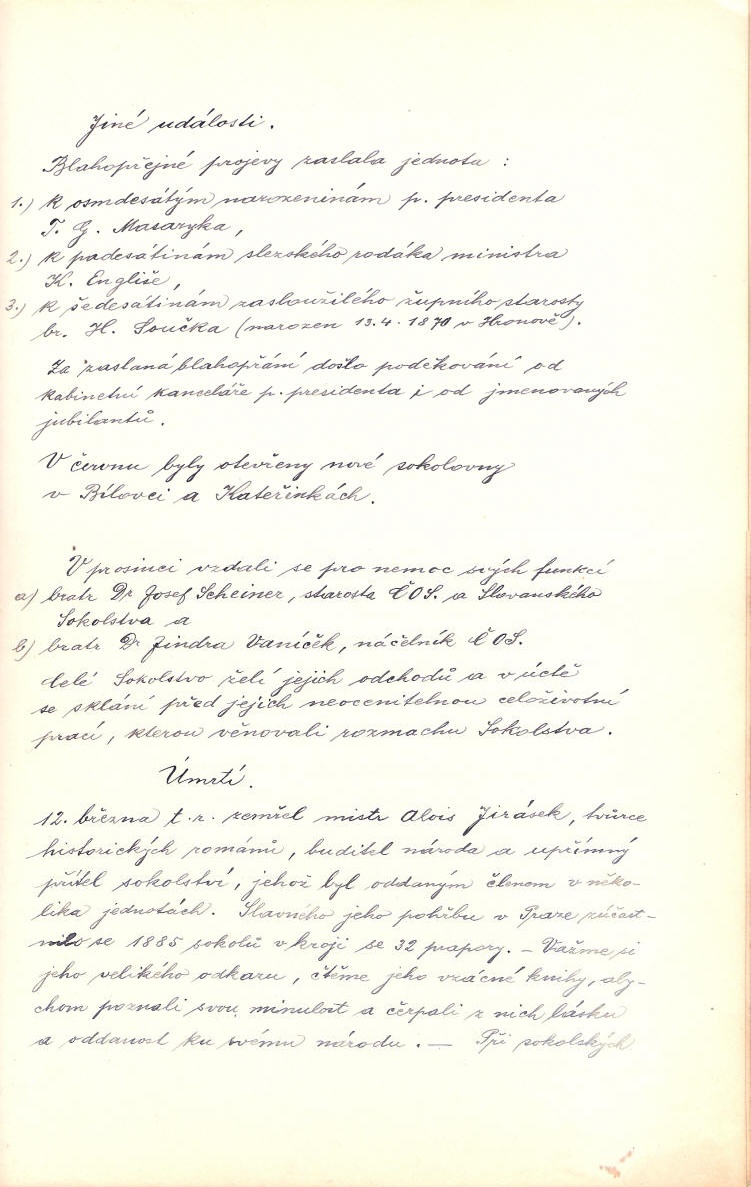 Jiné události.
Blahopřejné projevy zaslala jednota :
1.) k osmdesátým narozeninám p. presidenta
T. G. Masaryka,
2.) k padesátinám slezského rodáka ministra
K. Engliše,
3.) k šedesátinám zasloužilého župního starosty
br. H. Součka (narozen 13.4.1870 v Hronově).
Za zaslaná blahopřání došlo poděkování od
kabinetní kanceláře p. presidenta i od jmenovaných
jubilantů.
V červnu byly otevřeny nové sokolovny
v Bílovci a Kateřinkách.
V prosinci vzdali se pro nemoc svých funkcí
a) bratr Dr Josef Scheiner, starosta ČOS. a Slovanského
Sokolstva a
b) bratr Dr Jindra Vaníček, náčelník ČOS.
Celé Sokolstvo želí jejich odchodů a v úctě
se sklání před jejich neocenitelnou celoživotní
prací, kterou věnovali rozmachu Sokolstva.
Úmrtí.
12. března t.r. zemřel mistr Alois Jirásek, tvůrce
historických románů, buditel národa a upřímný
přítel sokolství, jehož byl oddaným členem v něko-
lika jednotách. Slavného jeho pohřbu v Praze zúčast-
nilo se 1885 sokolů v kroji se 32 prapory. – Važme si
jeho velikého odkazu, čtěme jeho vzácné knihy, aby-
chom poznali svou minulost a čerpali z nich lásku
a oddanost ku svému národu. — Při sokolských